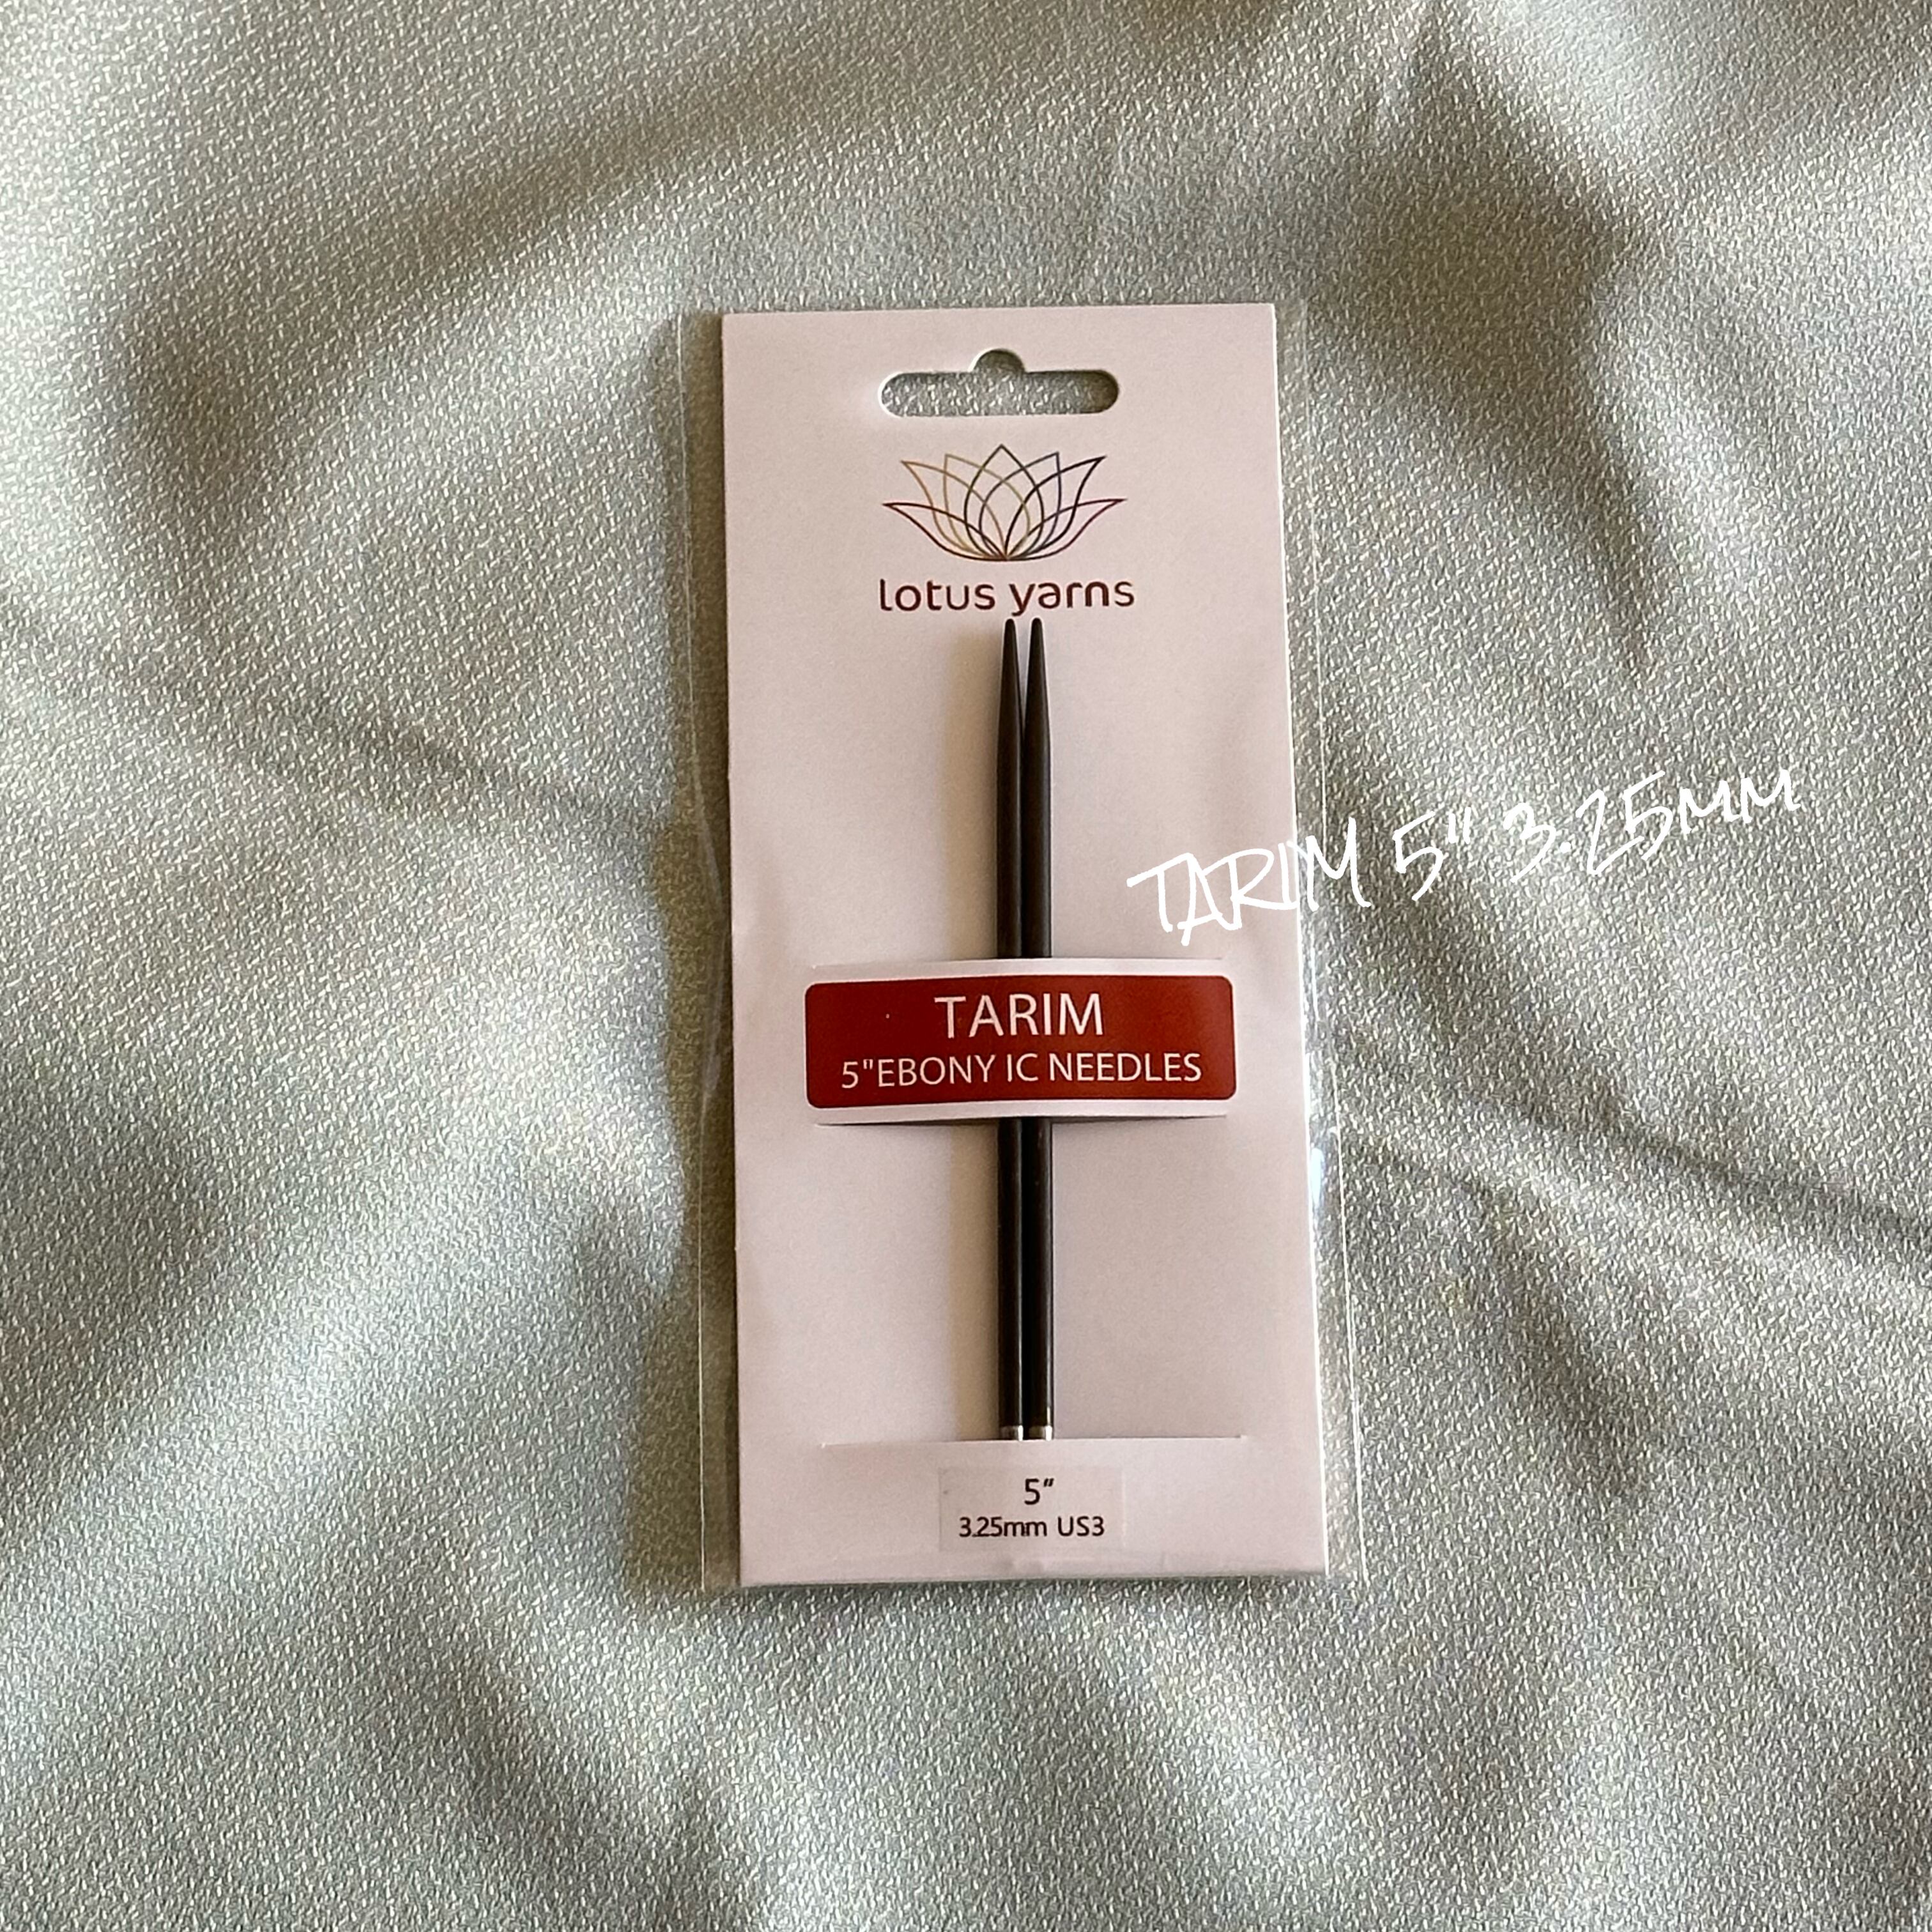 lotus yarns
TARIM 5" 3.25MM
TARIM
5"EBONY IC NEEDLES
5"
3.25mm US3